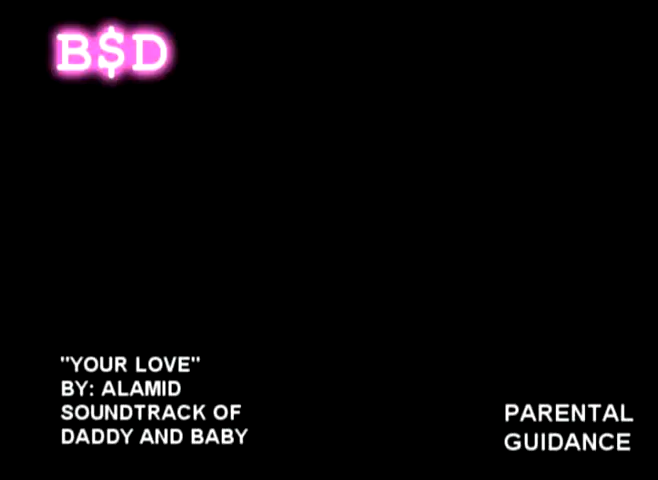 B$D
"YOUR LOVE"
BY: ALAMID
SOUNDTRACK OF
DADDY AND BABY
PARENTAL
GUIDANCE